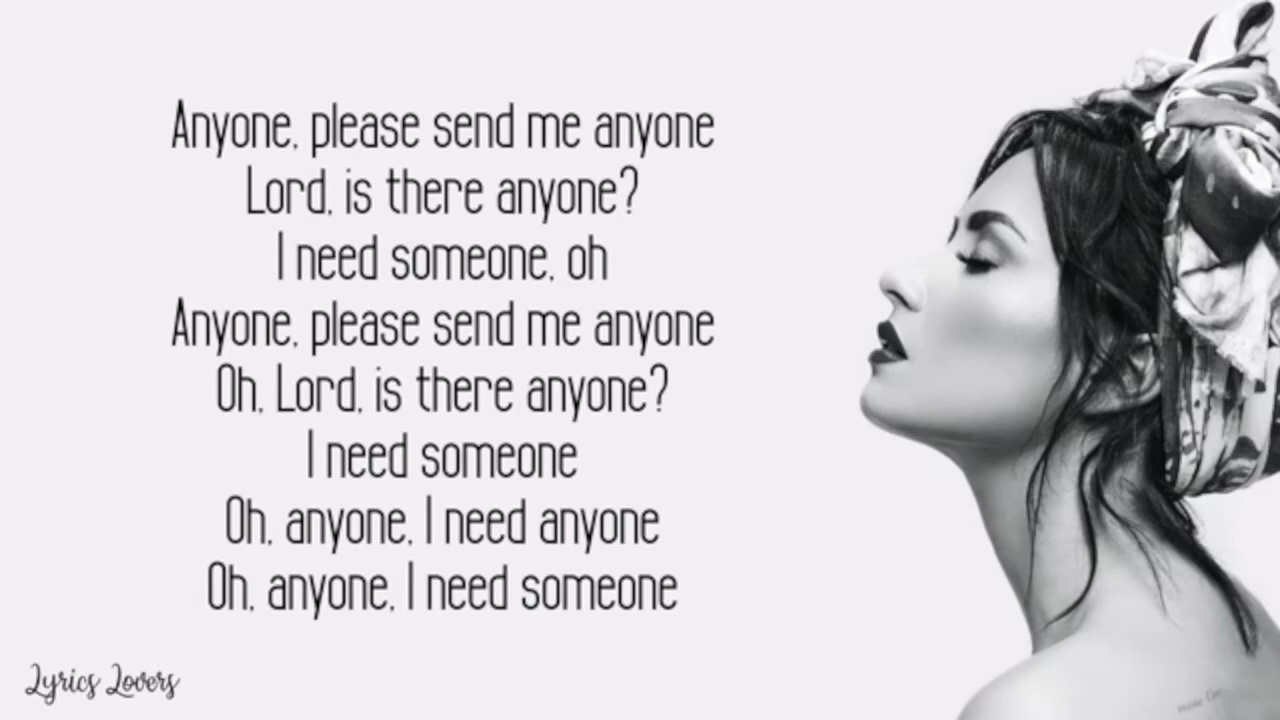 Anyone, please send me anyone
Lord, is there anyone?
I need someone, oh
Anyone, please send me anyone
Oh, Lord, is there anyone?
I need someone
Oh, anyone, I need anyone
Oh, anyone, I need someone
Lyrics Lovers